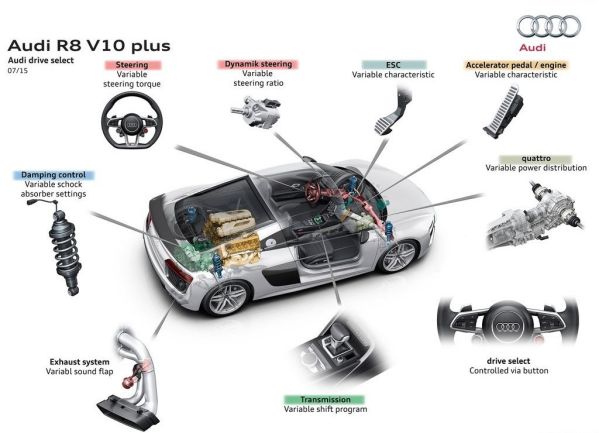 Audi R8 V10 plus
Audi drive select
07/15
Audi
Steering
Variable
steering torque
Dynamik steering
Variable
steering ratio
ESC
Variable characteristic
Accelerator pedal / engine
Variable characteristic
quattro
Variable power distribution
Damping control
Variable schock
absorber settings
Exhaust system
Variabl sound flap
Transmission
Variable shift program
drive select
Controlled via button